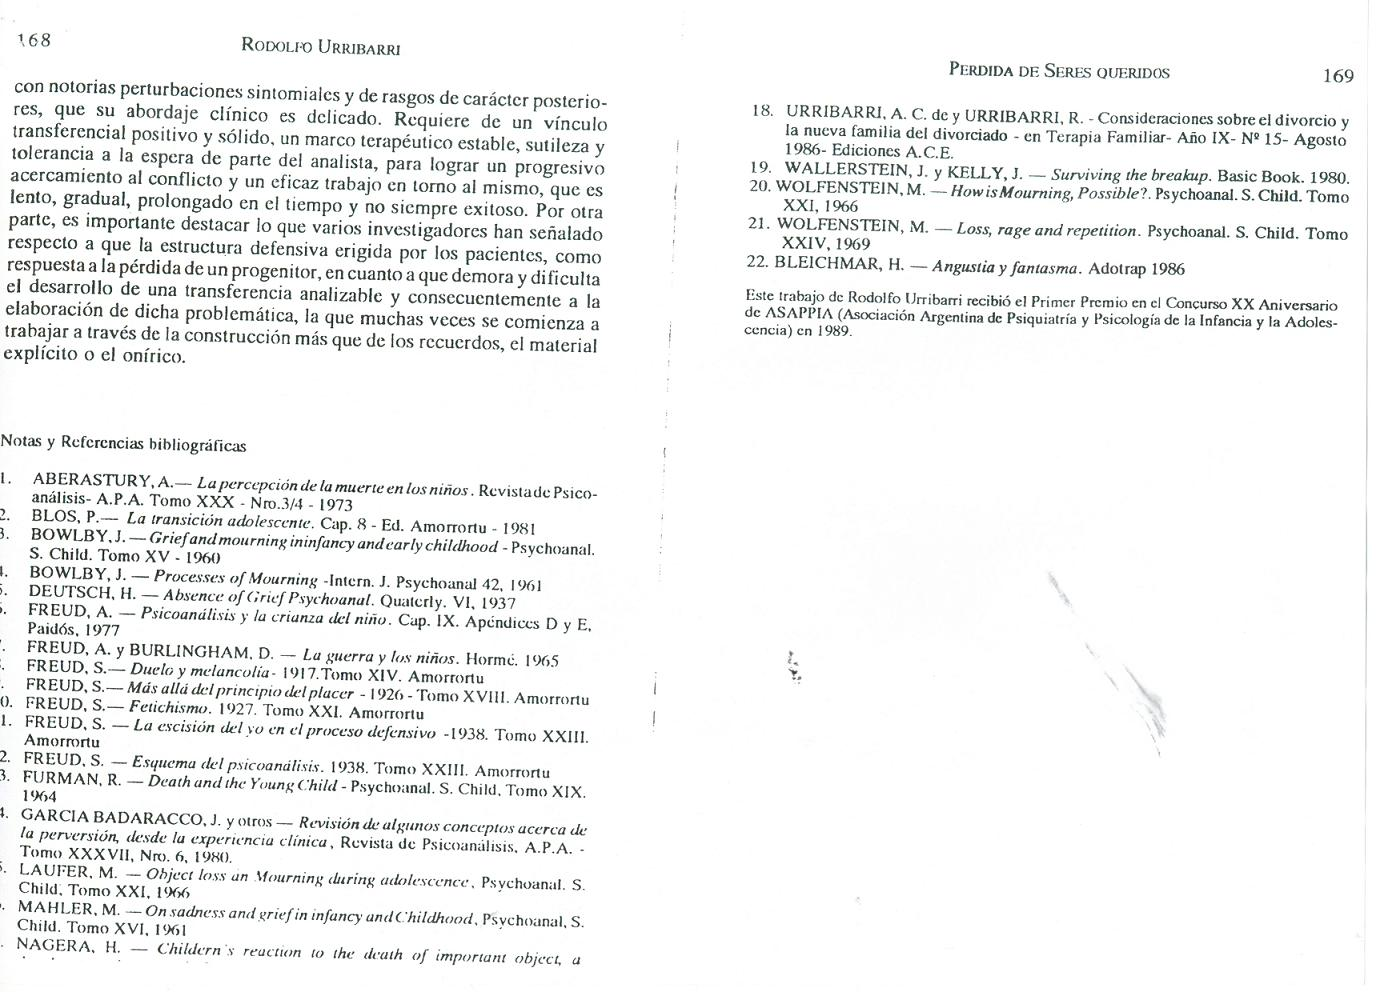 168
RODOLFO URRIBARRI
con notorias perturbaciones sintomiales y de rasgos de carácter posterio-
res, que su abordaje clínico es delicado. Requiere de un vínculo
transferencial positivo y sólido, un marco terapéutico estable, sutileza y
tolerancia a la espera de parte del analista, para lograr un progresivo
acercamiento al conflicto y un eficaz trabajo en torno al mismo, que es
lento, gradual, prolongado en el tiempo y no siempre exitoso. Por otra
parte, es importante destacar lo que varios investigadores han señalado
respecto a que la estructura defensiva erigida por los pacientes, como
respuesta a la pérdida de un progenitor, en cuanto a que demora y dificulta
el desarrollo de una transferencia analizable y consecuentemente a la
elaboración de dicha problemática, la que muchas veces se comienza a
trabajar a través de la construcción más que de los recuerdos, el material
explícito o el onírico.
Notas y Referencias bibliográficas
1. ABERASTURY, A.— La percepción de la muerte en los niños. Revista de Psico-
análisis- A.P.A. Tomo XXX - Nro.3/4 - 1973
2. BLOS, P.— La transición adolescente. Cap. 8 - Ed. Amorrortu - 1981
3. BOWLBY, J. — Grief and mourning in infancy and early childhood - Psychoanal.
S. Child. Tomo XV - 1960
4. BOWLBY, J. — Processes of Mourning -Intern. J. Psychoanal 42, 1961
5. DEUTSCH, H. — Absence of Grief Psychoanal. Quaterly. VI, 1937
6. FREUD, A. — Psicoanálisis y la crianza del niño. Cap. IX. Apéndices D y E,
Paidós, 1977
. FREUD, A. y BURLINGHAM, D. — La guerra y los niños. Hormé. 1965
. FREUD, S.— Duelo y melancolía- 1917.Tomo XIV. Amorrortu
. FREUD, S.— Más allá del principio del placer - 1926 - Tomo XVIII. Amorrortu
0. FREUD, S.— Fetichismo. 1927. Tomo XXI. Amorrortu
1. FREUD, S. — La escisión del yo en el proceso defensivo -1938. Tomo XXIII.
Amorrortu
2. FREUD, S. — Esquema del psicoanálisis. 1938. Tomo XXIII. Amorrortu
3. FURMAN, R. — Death and the Young Child - Psychoanal. S. Child, Tomo XIX.
1964
4. GARCIA BADARACCO, J. y otros — Revisión de algunos conceptos acerca de
la perversión, desde la experiencia clínica, Revista de Psicoanálisis, A.P.A. -
Tomo XXXVII, Nro. 6, 1980.
5. LAUFER, M. — Object loss an Mourning during adolescence, Psychoanal. S.
Child, Tomo XXI, 1966
. MAHLER, M. — On sadness and grief in infancy and Childhood, Psychoanal, S.
Child. Tomo XVI, 1961
. NAGERA, H. — Childern's reaction to the death of important object, a
PERDIDA DE SERES QUERIDOS
169
18. URRIBARRI, A. C. de y URRIBARRI, R. - Consideraciones sobre el divorcio y
la nueva familia del divorciado - en Terapia Familiar- Año IX- Nº 15- Agosto
1986- Ediciones A.C.E.
19. WALLERSTEIN, J. y KELLY, J. — Surviving the breakup. Basic Book. 1980.
20. WOLFENSTEIN, M. — How is Mourning, Possible?. Psychoanal. S. Child. Tomo
XXI, 1966
21. WOLFENSTEIN, M. — Loss, rage and repetition. Psychoanal. S. Child. Tomo
XXIV, 1969
22. BLEICHMAR, H. — Angustia y fantasma. Adotrap 1986
Este trabajo de Rodolfo Urribarri recibió el Primer Premio en el Concurso XX Aniversario
de ASAPPIA (Asociación Argentina de Psiquiatría y Psicología de la Infancia y la Adoles-
cencia) en 1989.